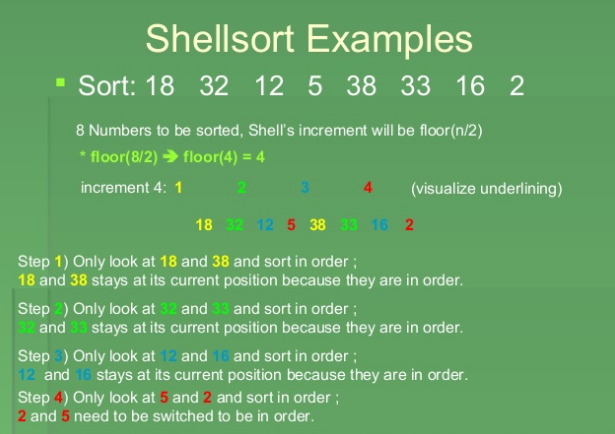 Shellsort Examples
Sort: 18 32 12 5 38 33 16 2
8 Numbers to be sorted, Shell's increment will be floor(n/2)
* floor(8/2) ➔ floor(4) = 4
increment 4: 1 2 3 4 (visualize underlining)
18 32 12 5 38 33 16 2
Step 1) Only look at 18 and 38 and sort in order ;
18 and 38 stays at its current position because they are in order.
Step 2) Only look at 32 and 33 and sort in order ;
32 and 33 stays at its current position because they are in order.
Step 3) Only look at 12 and 16 and sort in order ;
12 and 16 stays at its current position because they are in order.
Step 4) Only look at 5 and 2 and sort in order ;
2 and 5 need to be switched to be in order.